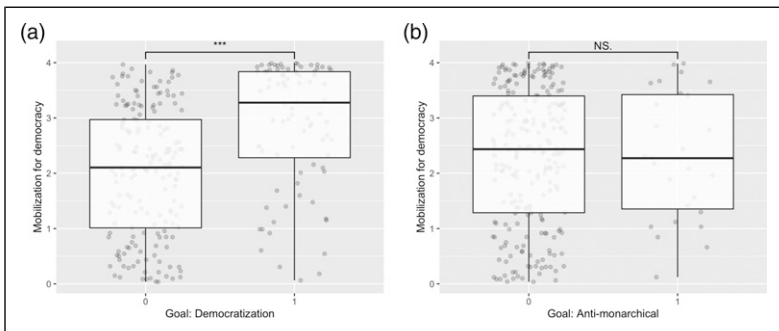 (a)
***
Mobilization for democracy
4
3
2
1
0
0
1
Goal: Democratization
(b)
NS.
Mobilization for democracy
4
3
2
1
0
0
1
Goal: Anti-monarchical